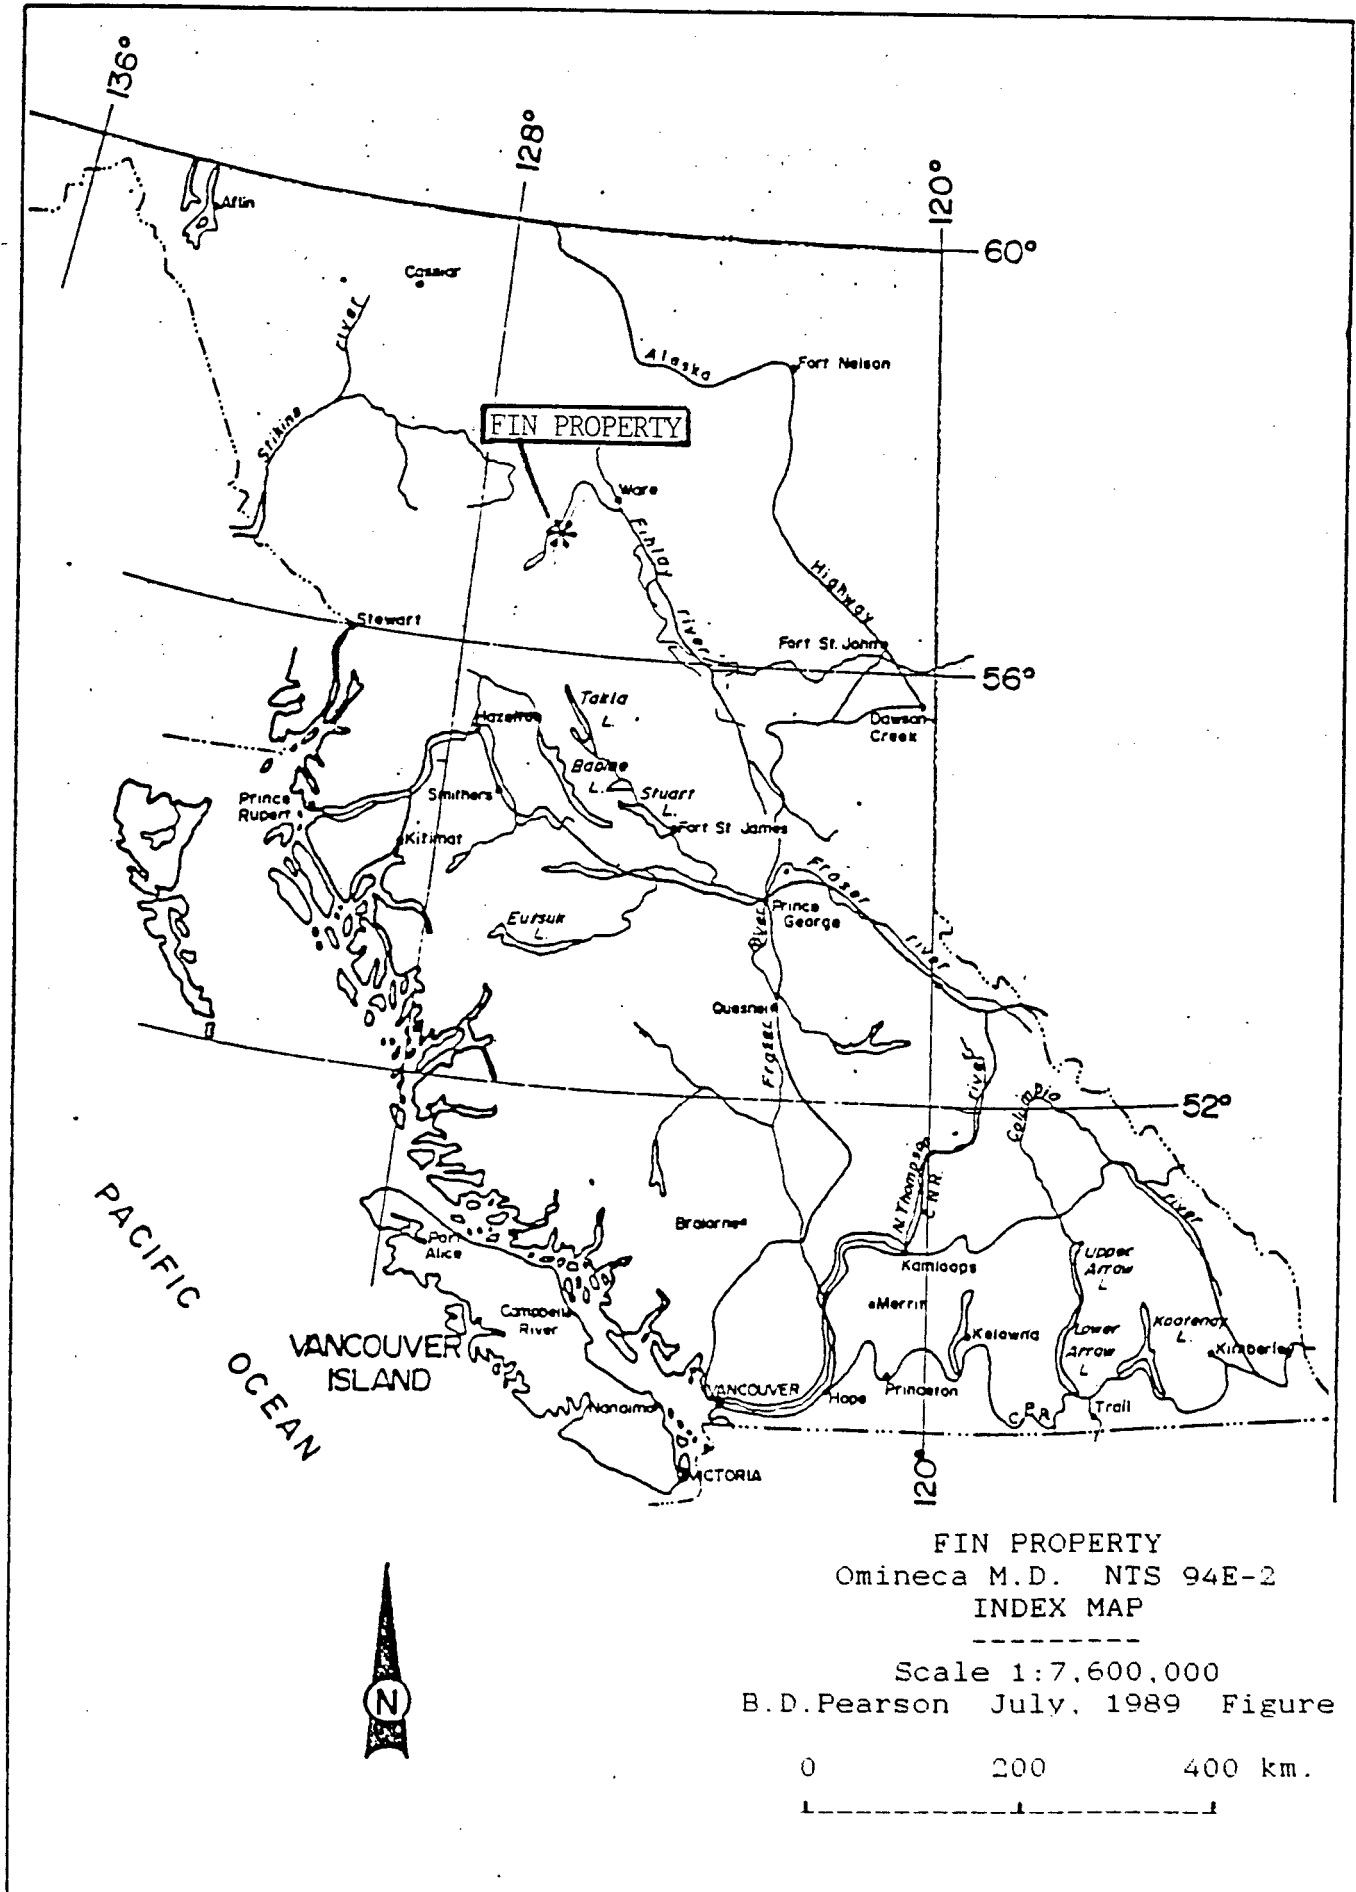 136°
128°
120°
60°
Atlin
Cassiar
river
Stikine
Alaska
Fort Nelson
FIN PROPERTY
Ware
Finlay
river
Highway
Stewart
Fort St. John
56°
Takla
L.
Hazelton
Dawson
Creek
Babine
L.
Prince
Rupert
Smithers
Stuart
L.
Fort St James
Kitimat
Fraser
river
Prince
George
River
Eutsuk
L.
Quesnel
Fraser
river
Columbia
52°
N.Thompson
C.N.R.
river
PACIFIC
OCEAN
Port
Alice
Bralorne
Kamloops
Upper
Arrow
L
Campbell
River
Merritt
VANCOUVER
ISLAND
Kelowna
Lower
Arrow
L
Kootenay
L.
Kimberley
VANCOUVER
Hope
Princeton
Nanaimo
C.P.R.
Trail
VICTORIA
120°
FIN PROPERTY
Omineca M.D. NTS 94E-2
INDEX MAP
---------
Scale 1:7,600,000
B.D.Pearson July, 1989 Figure
0 200 400 km.
N